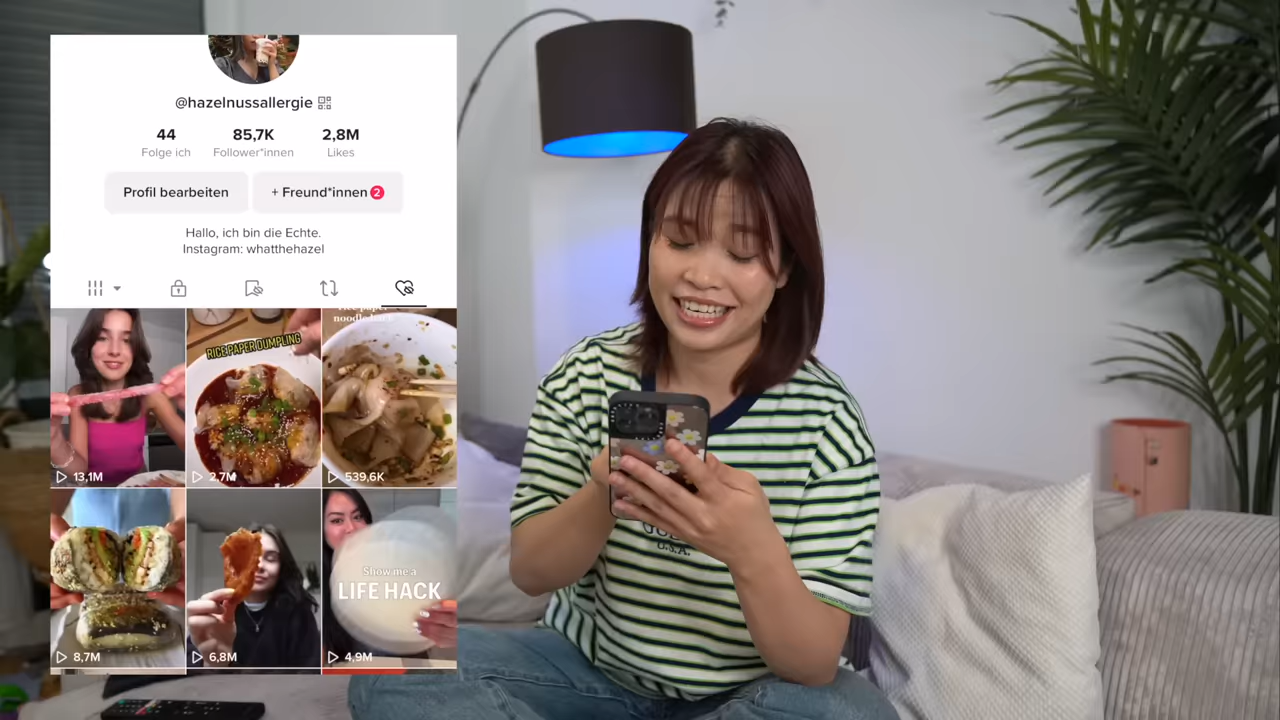 @hazelnussallergie
44 85,7K 2,8M
Folge ich Follower*innen Likes
Profil bearbeiten + Freund*innen 2
Hallo, ich bin die Echte.
Instagram: whatthehazel
RICE PAPER DUMPLING
13,1M 2,7M 539,6K
Show me a
LIFE HACK
8,7M 6,8M 4,9M
U.S.A.